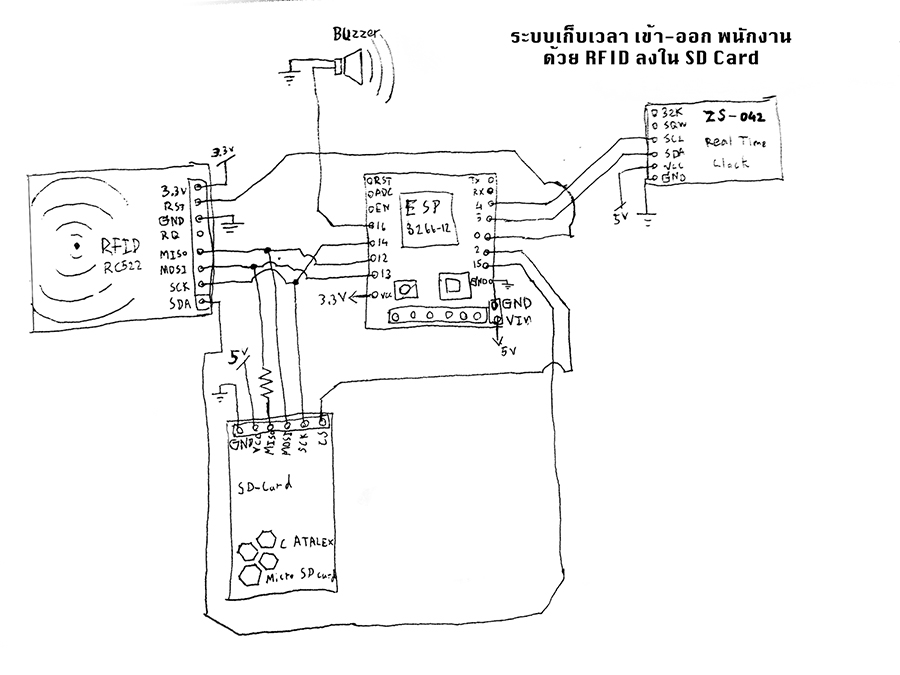 ระบบเก็บเวลา เข้า-ออก พนักงาน
ด้วย RFID ลงใน SD Card
Buzzer
ZS-042
Real Time
Clock
32K
SQW
SCL
SDA
VCC
GND
5V
3.3V
3.3V
RST
GND
RQ
MISO
MOSI
SCK
SDA
RFID
RC522
RST
ADC
EN
16
14
12
13
VCC
3.3V
ESP
8266-12
TX
RX
4
5
0
2
15
GND
GND
VIN
5V
5V
GND
VCC
MISO
MOSI
SCK
CS
SD-Card
CATALEX
Micro SD card